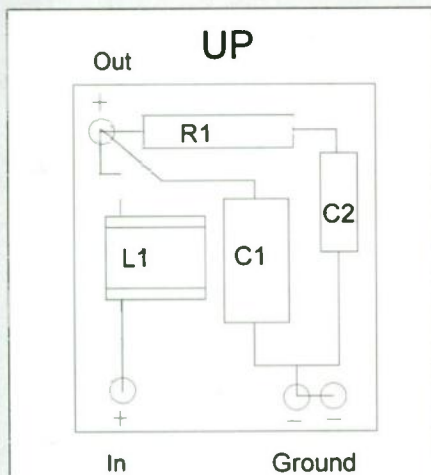 UP
Out
+
R1
C2
L1
C1
+
− −
In Ground